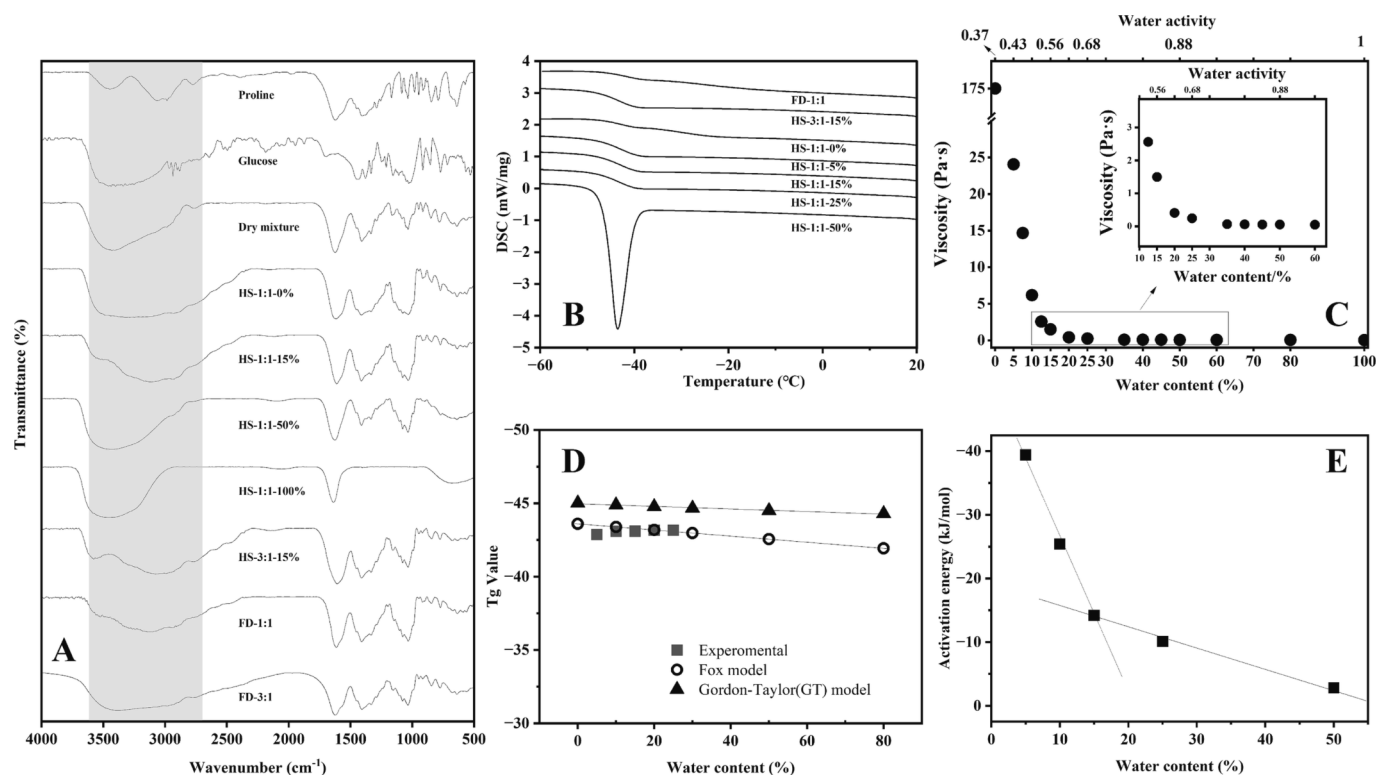 Transmittance (%)
Proline
Glucose
Dry mixture
HS-1:1-0%
HS-1:1-15%
HS-1:1-50%
HS-1:1-100%
HS-3:1-15%
FD-1:1
FD-3:1
A
4000 3500 3000 2500 2000 1500 1000 500
Wavenumber (cm-1)
DSC (mW/mg)
4
3
2
1
0
−1
−2
−3
−4
−5
FD-1:1
HS-3:1-15%
HS-1:1-0%
HS-1:1-5%
HS-1:1-15%
HS-1:1-25%
HS-1:1-50%
B
−60 −40 −20 0 20
Temperature (℃)
Water activity
0.37 0.43 0.56 0.68 0.88 1
Viscosity (Pa·s)
175
25
20
15
10
5
0
Water activity
0.56 0.68 0.88
Viscosity (Pa·s)
3
2
1
0
10 15 20 25 30 40 50 60
Water content/%
C
0 5 10 15 20 25 30 40 50 60 80 100
Water content (%)
Tg Value
−50
−45
−40
−35
−30
D
Experomental
Fox model
Gordon-Taylor(GT) model
0 20 40 60 80
Water content (%)
Activation energy (kJ/mol)
−40
−30
−20
−10
0
E
0 10 20 30 40 50
Water content (%)